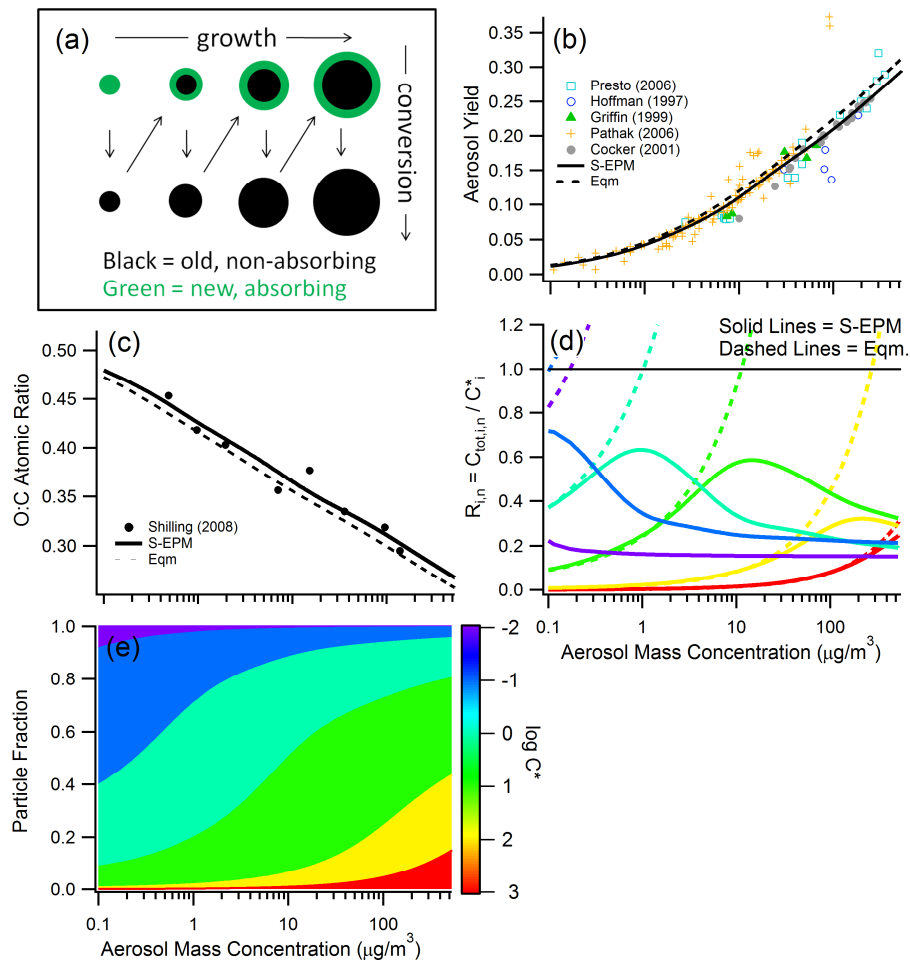 (a)
growth
conversion
Black = old, non-absorbing
Green = new, absorbing
(b)
Aerosol Yield
0.35
0.30
0.25
0.20
0.15
0.10
0.05
0.00
Presto (2006)
Hoffman (1997)
Griffin (1999)
Pathak (2006)
Cocker (2001)
S-EPM
Eqm
(c)
O:C Atomic Ratio
0.50
0.45
0.40
0.35
0.30
Shilling (2008)
S-EPM
Eqm
(d)
Solid Lines = S-EPM
Dashed Lines = Eqm.
R,i,n = Ctot,i,n / C*i
1.2
1.0
0.8
0.6
0.4
0.2
0.0
0.1
1
10
100
Aerosol Mass Concentration (µg/m³)
(e)
Particle Fraction
1.0
0.8
0.6
0.4
0.2
0.0
0.1
1
10
100
Aerosol Mass Concentration (µg/m³)
-2
-1
0
1
2
3
log C*